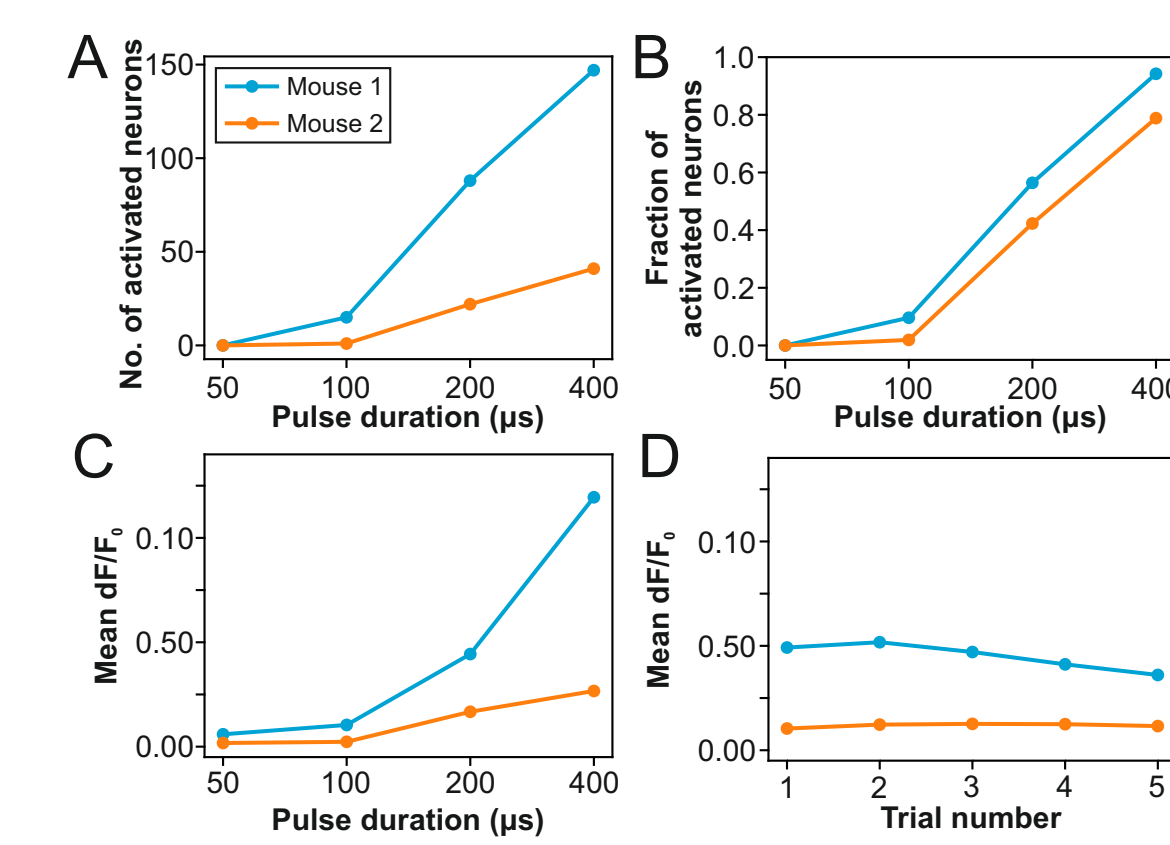 A
No. of activated neurons
150
100
50
0
Mouse 1
Mouse 2
50 100 200 400
Pulse duration (µs)
B
Fraction of
activated neurons
1.0
0.8
0.6
0.4
0.2
0.0
50 100 200 400
Pulse duration (µs)
C
Mean dF/F₀
0.10
0.50
0.00
50 100 200 400
Pulse duration (µs)
D
Mean dF/F₀
0.10
0.50
0.00
1 2 3 4 5
Trial number